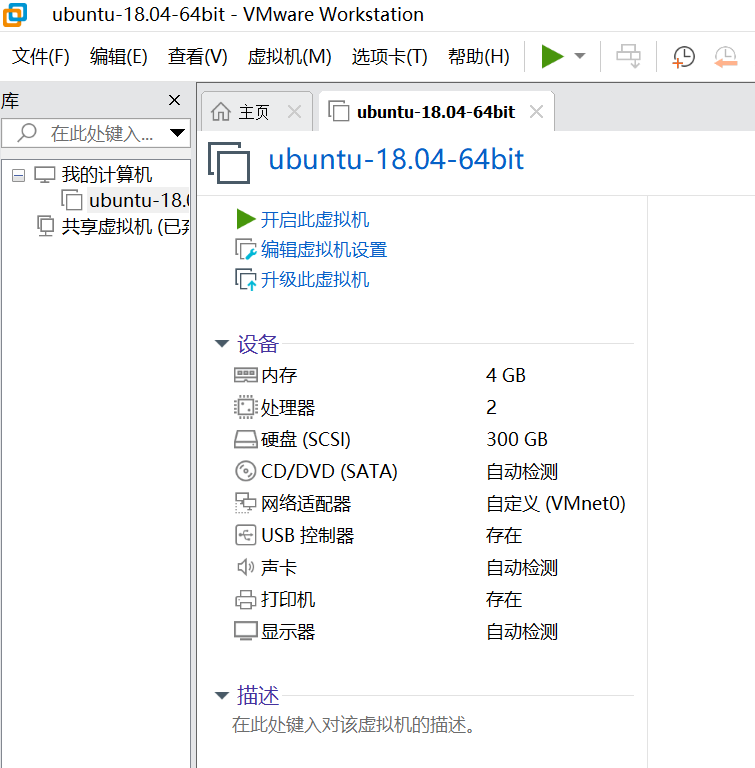 ubuntu-18.04-64bit - VMware Workstation
文件(F) 编辑(E) 查看(V) 虚拟机(M) 选项卡(T) 帮助(H)
库
主页 ubuntu-18.04-64bit
在此处键入...
ubuntu-18.04-64bit
我的计算机
ubuntu-18.
共享虚拟机 (已
开启此虚拟机
编辑虚拟机设置
升级此虚拟机
设备
内存 4 GB
处理器 2
硬盘 (SCSI) 300 GB
CD/DVD (SATA) 自动检测
网络适配器 自定义 (VMnet0)
USB 控制器 存在
声卡 自动检测
打印机 存在
显示器 自动检测
描述
在此处键入对该虚拟机的描述。